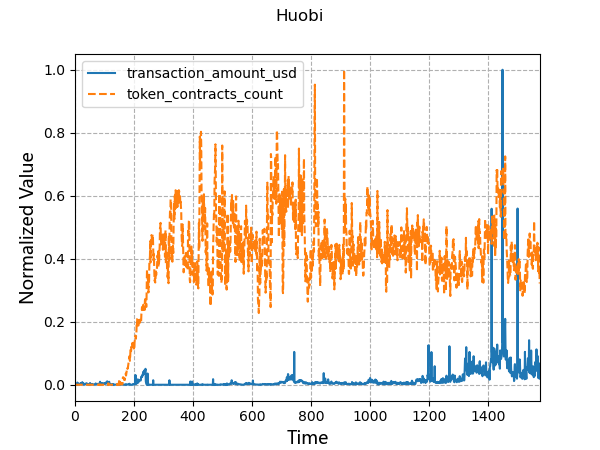 Huobi
transaction_amount_usd
token_contracts_count
Normalized Value
1.0
0.8
0.6
0.4
0.2
0.0
0 200 400 600 800 1000 1200 1400
Time